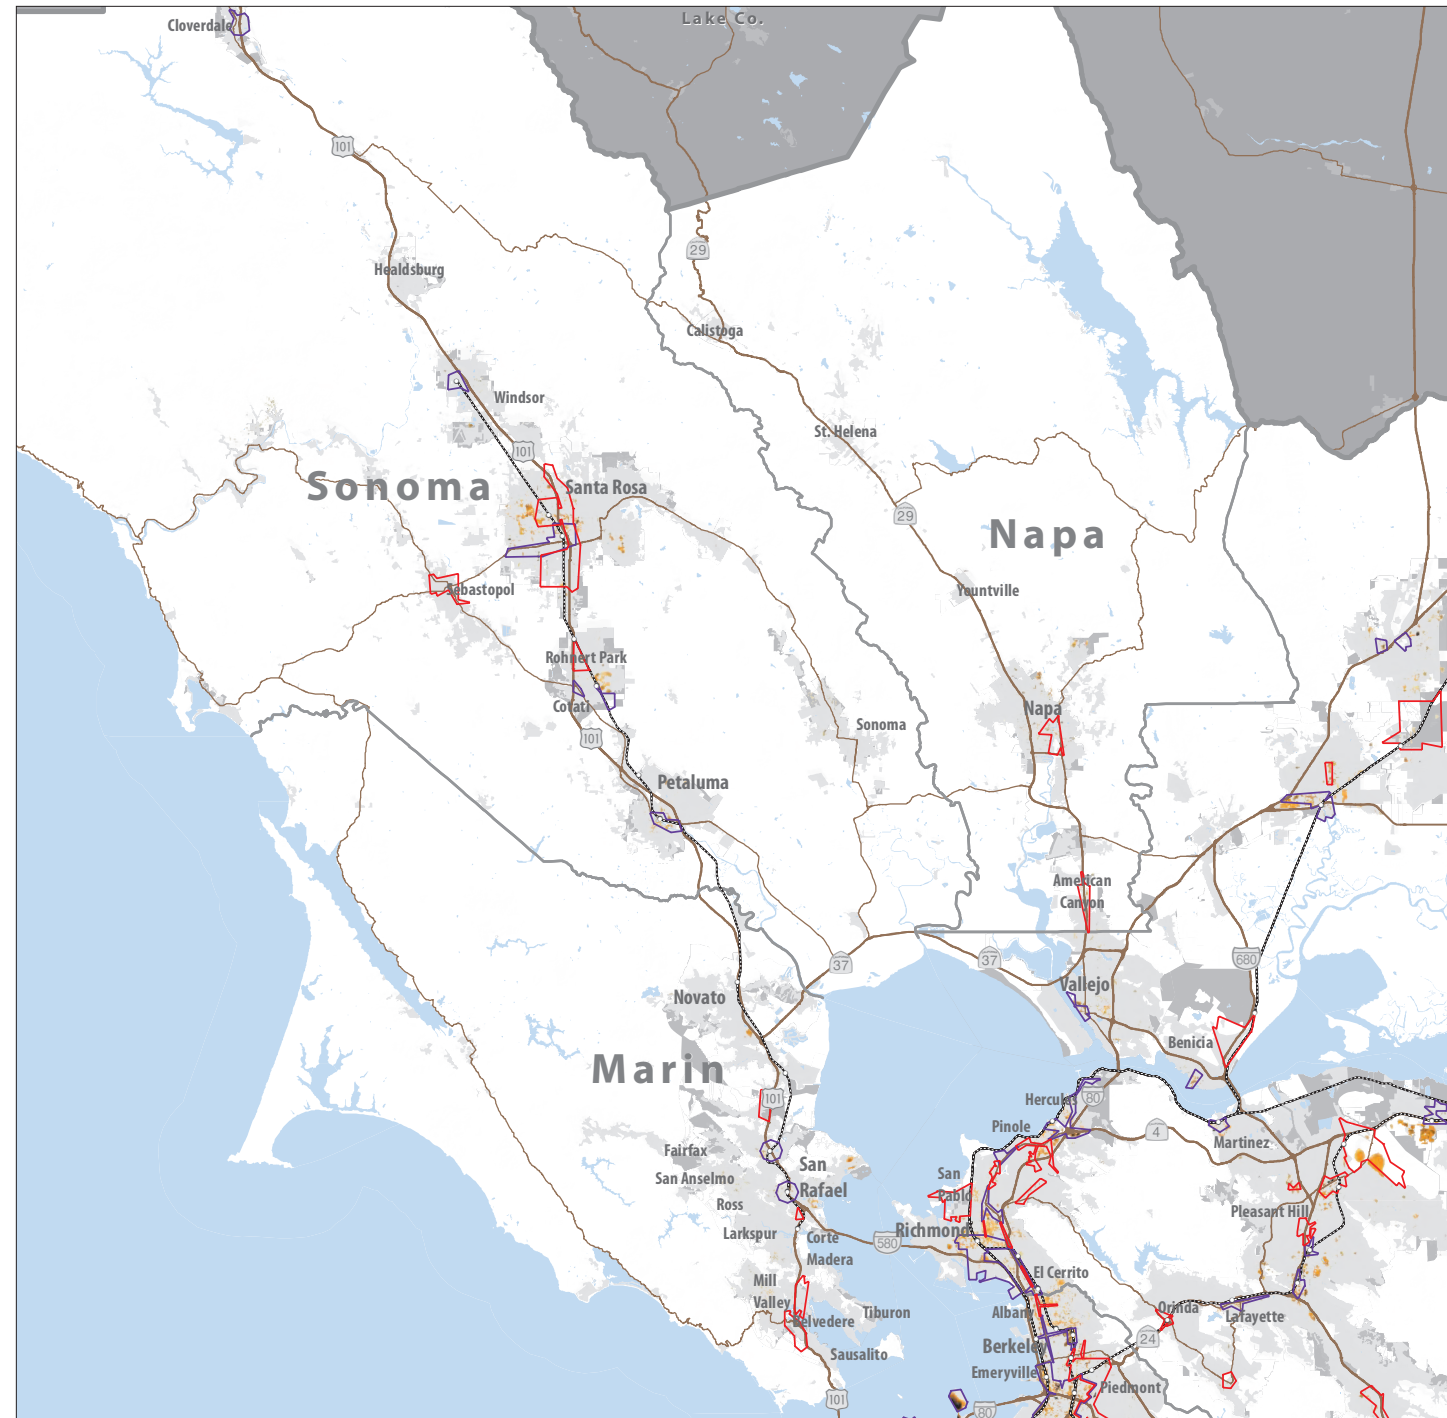 Lake Co.
Cloverdale
101
29
Healdsburg
Calistoga
Windsor
St. Helena
101
Sonoma
Santa Rosa
29
Napa
Sebastopol
Yountville
Rohnert Park
Cotati
Napa
Sonoma
101
Petaluma
American
Canyon
37
37
680
Novato
Vallejo
Benicia
Marin
101
Hercules
80
Pinole
4
Martinez
Fairfax
San
Rafael
San Anselmo
San
Pablo
Ross
Pleasant Hill
Larkspur
Corte
Madera
580
Richmond
Mill
Valley
El Cerrito
Belvedere
Tiburon
Albany
Orinda
Lafayette
Sausalito
Berkeley
24
Emeryville
Piedmont
101
80